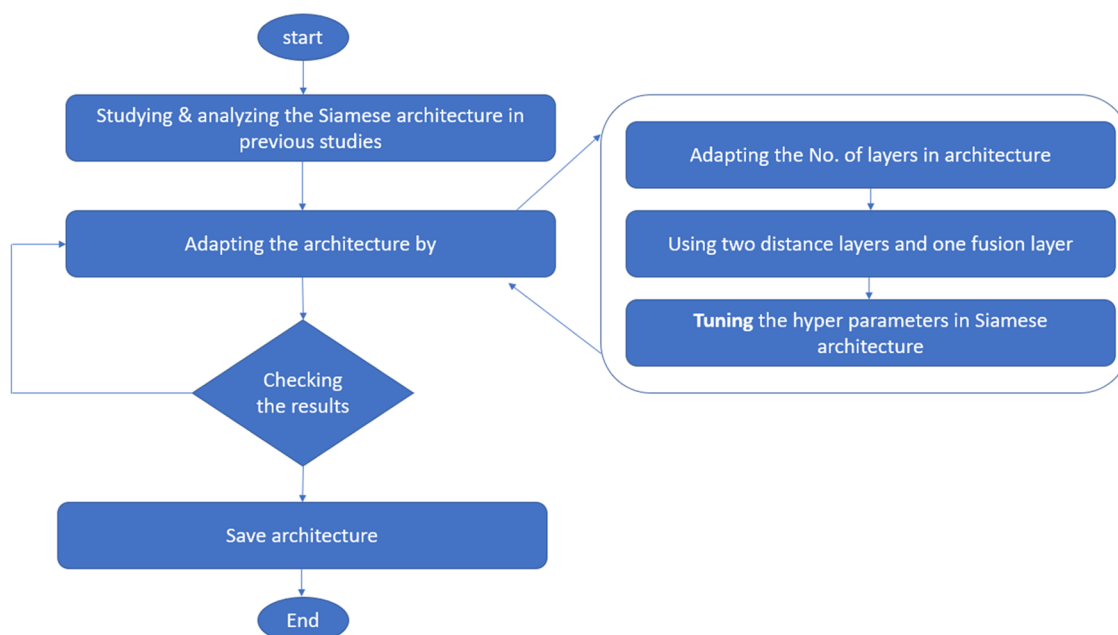 start
Studying & analyzing the Siamese architecture in
previous studies
Adapting the architecture by
Checking
the results
Save architecture
End
Adapting the No. of layers in architecture
Using two distance layers and one fusion layer
Tuning the hyper parameters in Siamese
architecture